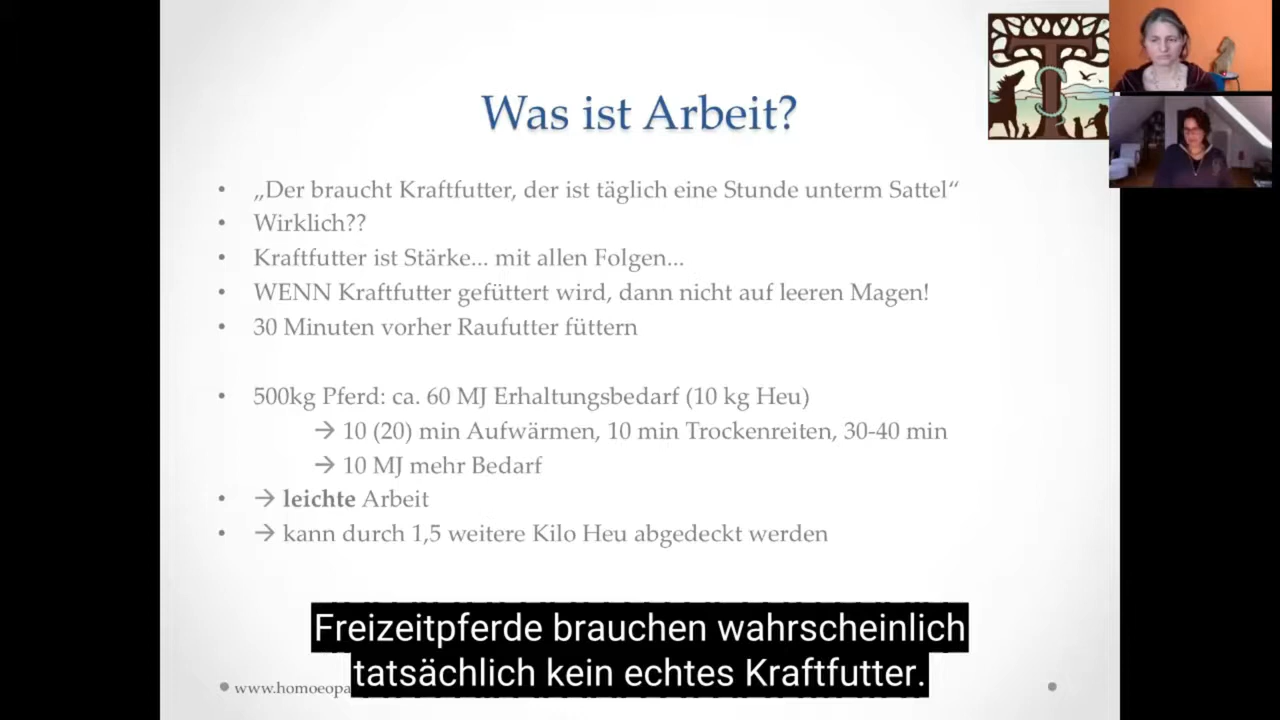 Was ist Arbeit?
• „Der braucht Kraftfutter, der ist täglich eine Stunde unterm Sattel“
• Wirklich??
• Kraftfutter ist Stärke... mit allen Folgen...
• WENN Kraftfutter gefüttert wird, dann nicht auf leeren Magen!
• 30 Minuten vorher Raufutter füttern
• 500kg Pferd: ca. 60 MJ Erhaltungsbedarf (10 kg Heu)
→ 10 (20) min Aufwärmen, 10 min Trockenreiten, 30-40 min
→ 10 MJ mehr Bedarf
• → leichte Arbeit
• → kann durch 1,5 weitere Kilo Heu abgedeckt werden
Freizeitpferde brauchen wahrscheinlich
tatsächlich kein echtes Kraftfutter.
www.homoeopa